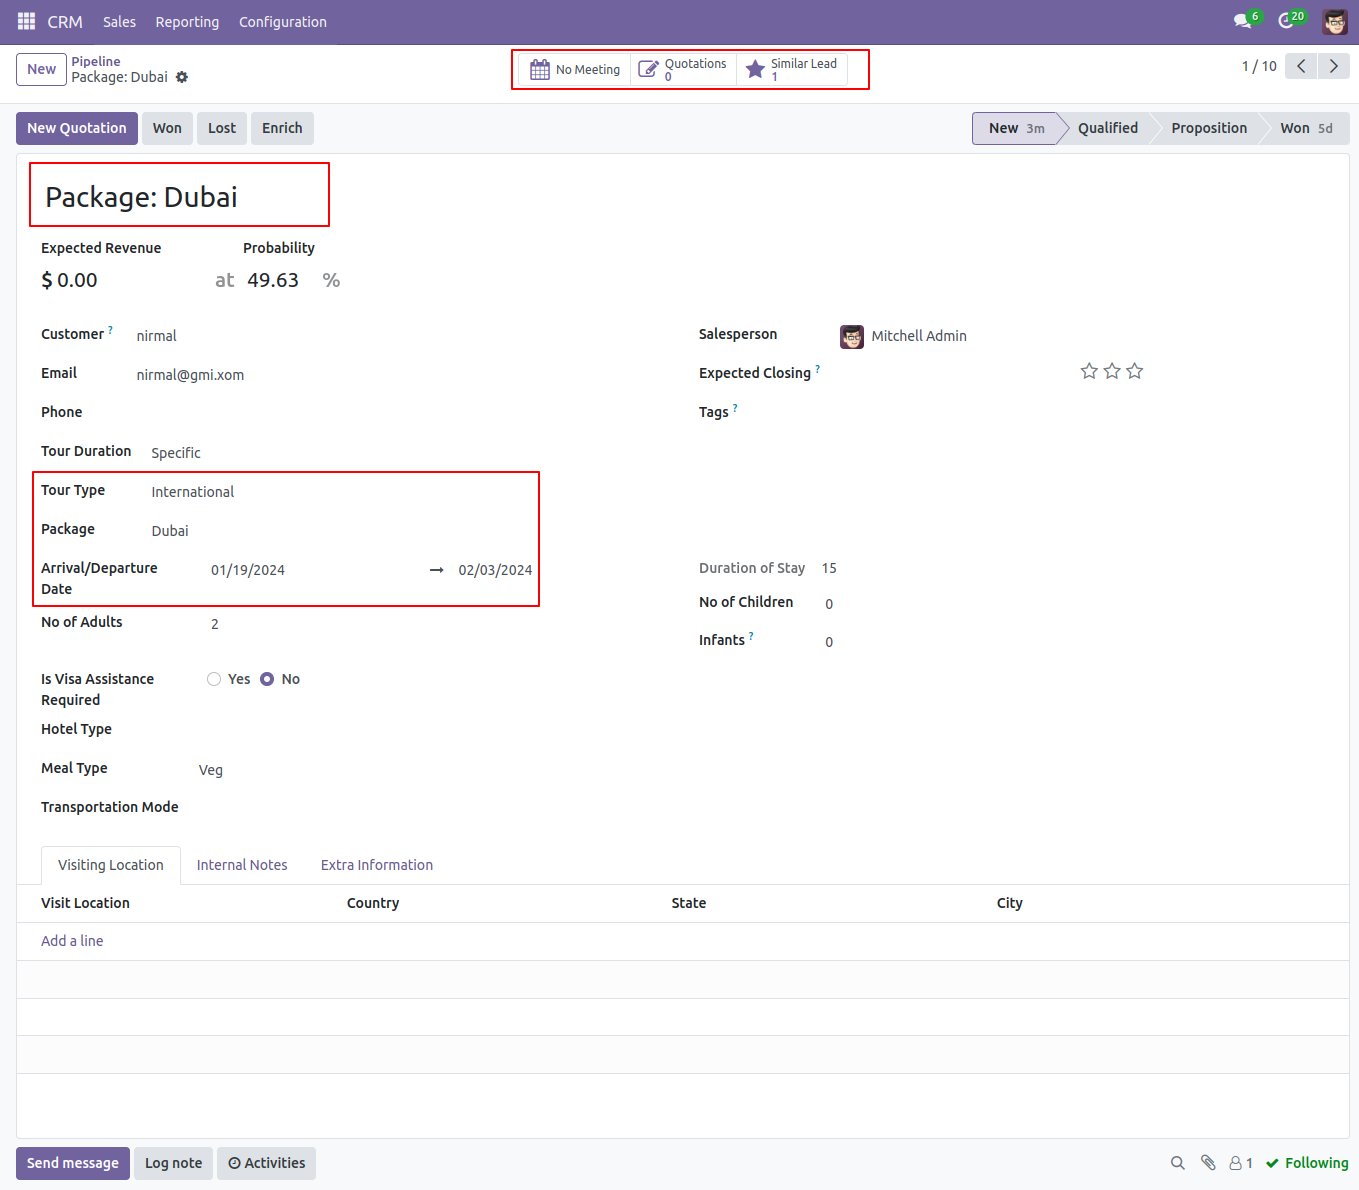 CRM Sales Reporting Configuration 6 20
New Pipeline
Package: Dubai
No Meeting Quotations 0 Similar Lead 1
1 / 10
New Quotation Won Lost Enrich
New 3m Qualified Proposition Won 5d
Package: Dubai
Expected Revenue Probability
$ 0.00 at 49.63 %
Customer ? nirmal Salesperson Mitchell Admin
Email nirmal@gmi.xom Expected Closing ?
Phone Tags ?
Tour Duration Specific
Tour Type International
Package Dubai
Arrival/Departure Date 01/19/2024 → 02/03/2024 Duration of Stay 15
No of Children 0
No of Adults 2
Infants ? 0
Is Visa Assistance Required Yes No
Hotel Type
Meal Type Veg
Transportation Mode
Visiting Location Internal Notes Extra Information
Visit Location Country State City
Add a line
Send message Log note Activities 1 Following